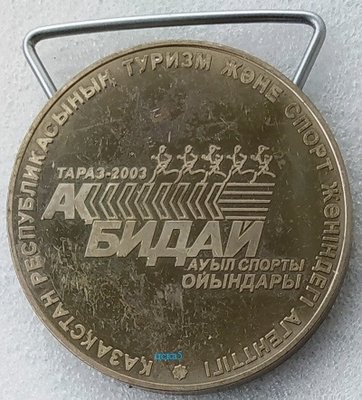 ҚАЗАҚСТАН РЕСПУБЛИКАСЫНЫҢ ТУРИЗМ ЖӘНЕ СПОРТ ЖӨНІНДЕГІ АГЕНТТІГІ
ТАРАЗ-2003
АҚ
БИДАЙ
АУЫЛ СПОРТЫ
ОЙЫНДАРЫ